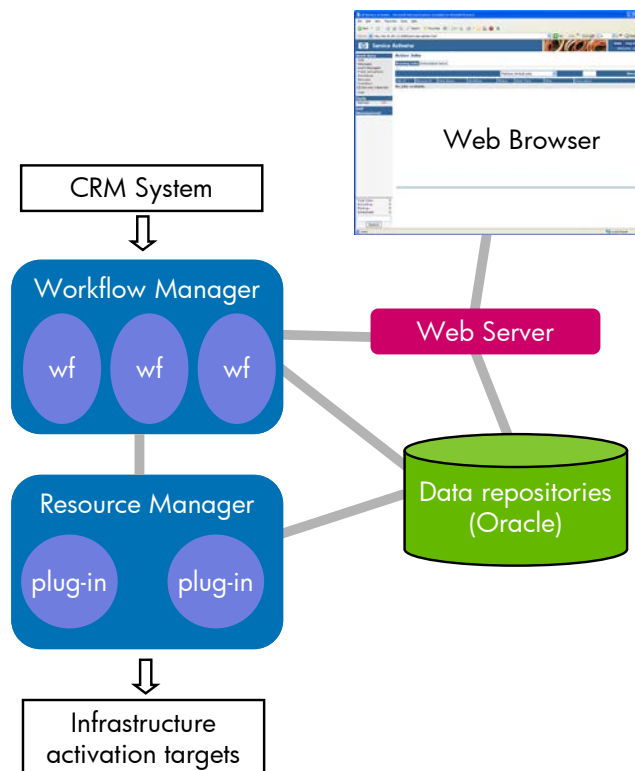 Service Activator
Web Browser
CRM System
Workflow Manager
wf wf wf
Web Server
Resource Manager
plug-in plug-in
Data repositories
(Oracle)
Infrastructure
activation targets